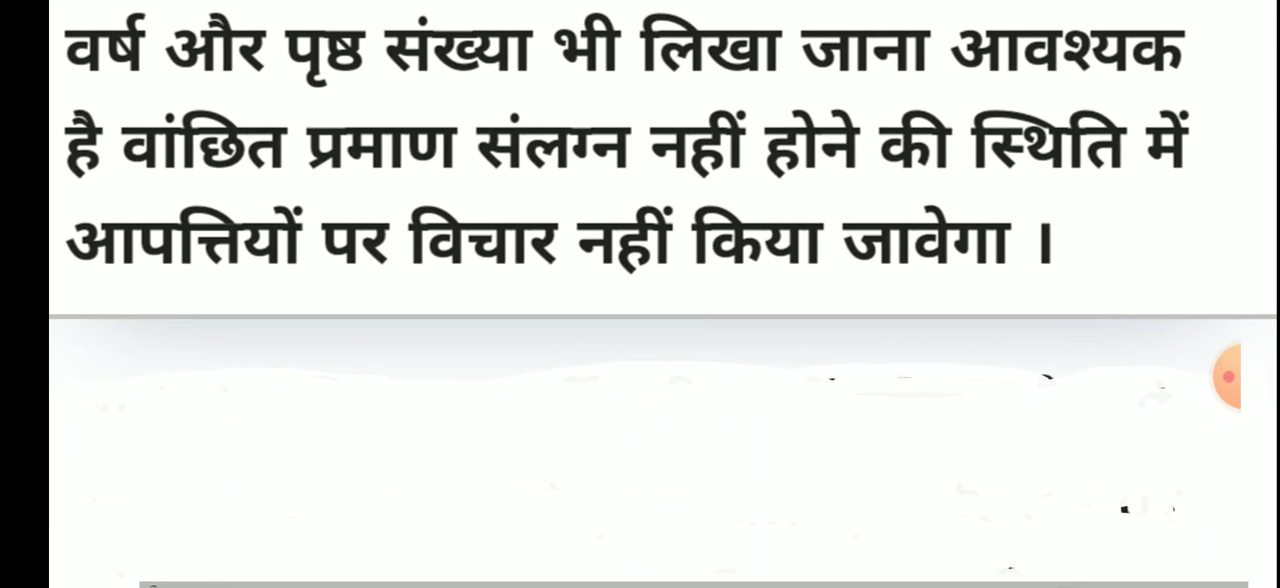 वर्ष और पृष्ठ संख्या भी लिखा जाना आवश्यक
है वांछित प्रमाण संलग्न नहीं होने की स्थिति में
आपत्तियों पर विचार नहीं किया जावेगा ।